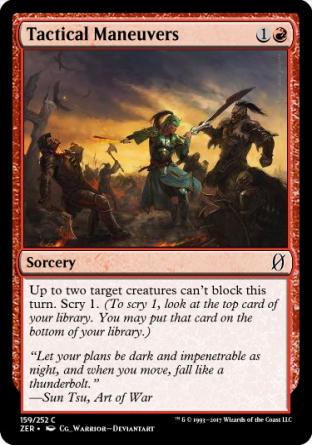 Tactical Maneuvers 1
Sorcery
Up to two target creatures can't block this
turn. Scry 1. (To scry 1, look at the top card of
your library. You may put that card on the
bottom of your library.)
“Let your plans be dark and impenetrable as
night, and when you move, fall like a
thunderbolt.”
—Sun Tsu, Art of War
159/252 C
ZER • CG_WARRIOR–DEVIANTART
™ & © 1993–2017 Wizards of the Coast LLC